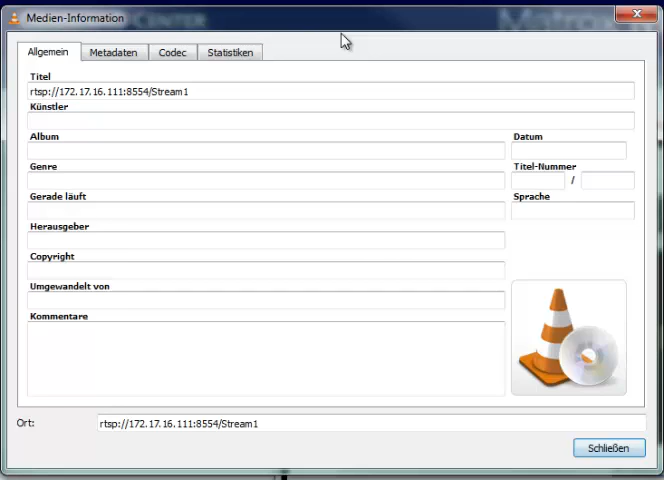 Medien-Information
CENTER
Allgemein Metadaten Codec Statistiken
Titel
rtsp://172.17.16.111:8554/Stream1
Künstler
Album Datum
Genre Titel-Nummer
/
Gerade läuft Sprache
Herausgeber
Copyright
Umgewandelt von
Kommentare
Ort: rtsp://172.17.16.111:8554/Stream1
Schließen